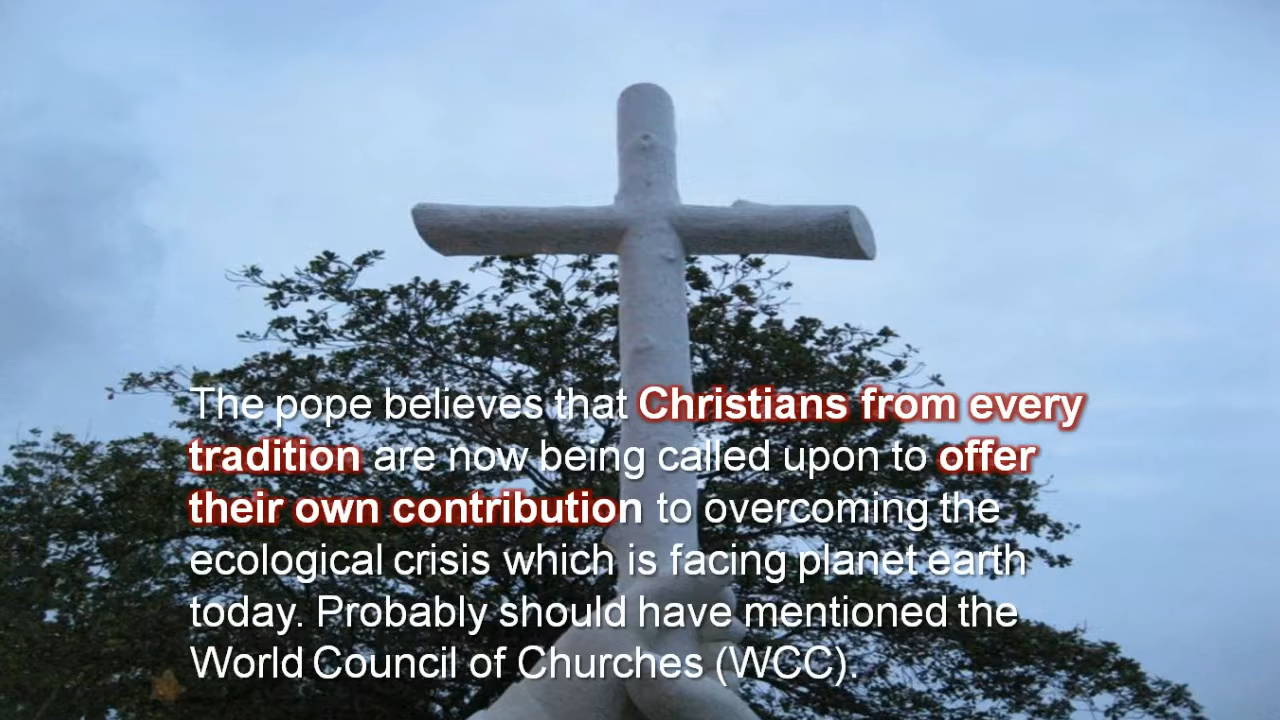 The pope believes that Christians from every
tradition are now being called upon to offer
their own contribution to overcoming the
ecological crisis which is facing planet earth
today. Probably should have mentioned the
World Council of Churches (WCC).